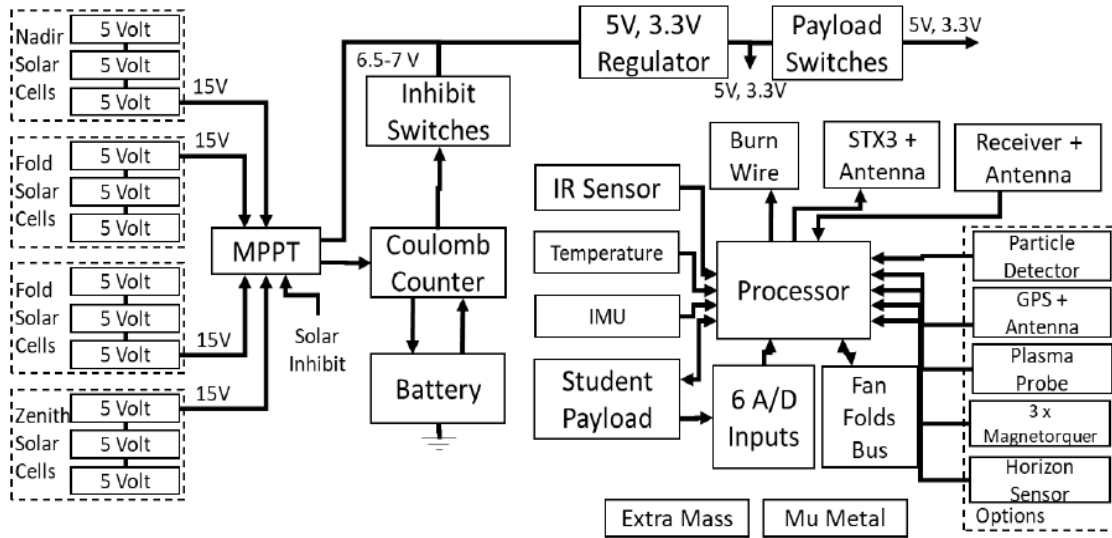 Nadir
Solar
Cells
5 Volt
5 Volt
5 Volt
15V
Fold
Solar
Cells
5 Volt
5 Volt
5 Volt
15V
Fold
Solar
Cells
5 Volt
5 Volt
5 Volt
15V
Zenith
Solar
Cells
5 Volt
5 Volt
5 Volt
15V
MPPT
Solar
Inhibit
6.5-7 V
Inhibit
Switches
Coulomb
Counter
Battery
5V, 3.3V
Regulator
5V, 3.3V
Payload
Switches
5V, 3.3V
Burn
Wire
STX3 +
Antenna
Receiver +
Antenna
IR Sensor
Temperature
IMU
Student
Payload
Processor
6 A/D
Inputs
Fan
Folds
Bus
Particle
Detector
GPS +
Antenna
Plasma
Probe
3 x
Magnetorquer
Horizon
Sensor
Options
Extra Mass
Mu Metal